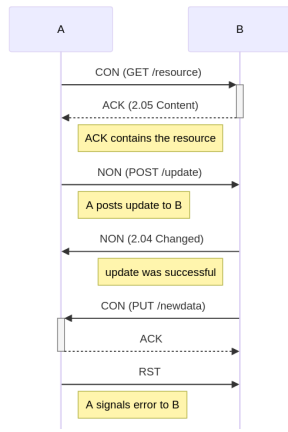 A B
CON (GET /resource)
ACK (2.05 Content)
ACK contains the resource
NON (POST /update)
A posts update to B
NON (2.04 Changed)
update was successful
CON (PUT /newdata)
ACK
RST
A signals error to B